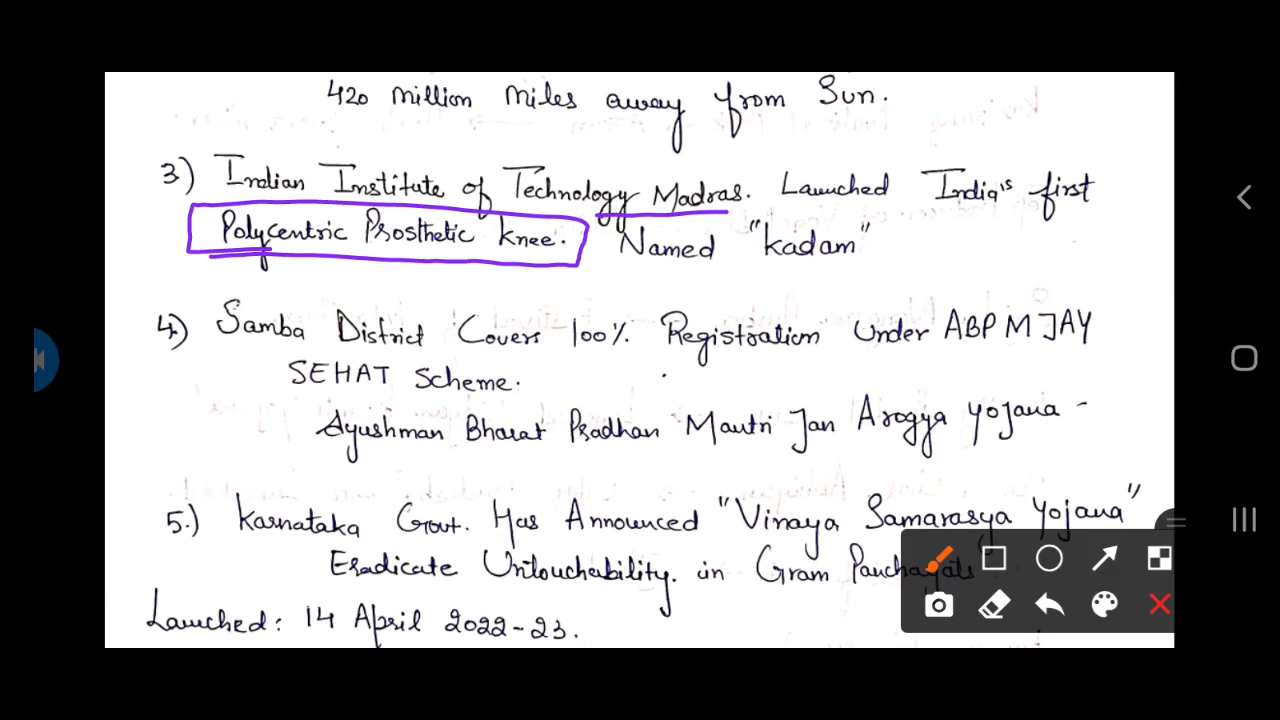 420 million miles away from Sun.
3) Indian Institute of Technology Madras. Launched India's first
Polycentric Prosthetic knee. Named "kadam"
4.) Samba District Covers 100% Registration Under ABPMJAY
SEHAT Scheme.
Ayushman Bharat Pradhan Mantri Jan Arogya Yojana -
5.) Karnataka Govt. Has Announced "Vinaya Samarasya Yojana"
Eradicate Untouchability. in Gram Panchayats
Launched: 14 April 2022-23.